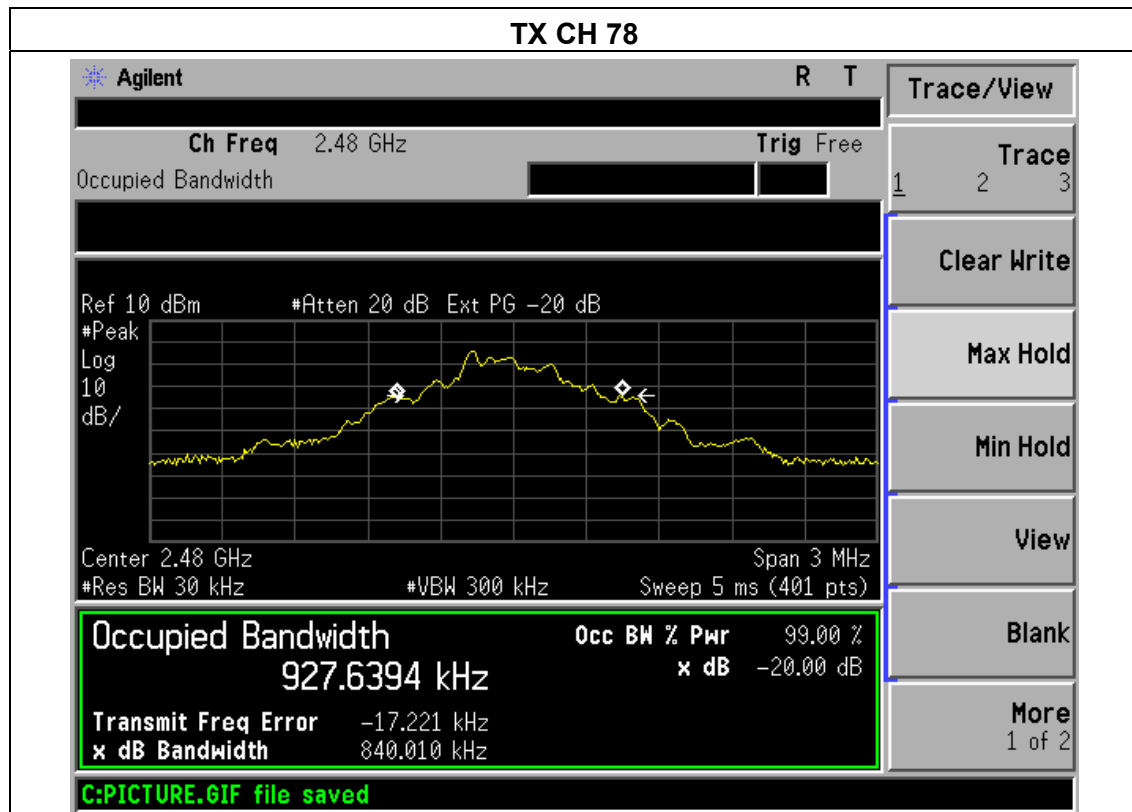 TX CH 78
Agilent R T
Ch Freq 2.48 GHz Trig Free
Occupied Bandwidth
Ref 10 dBm #Atten 20 dB Ext PG -20 dB
#Peak
Log
10
dB/
Center 2.48 GHz Span 3 MHz
#Res BW 30 kHz #VBW 300 kHz Sweep 5 ms (401 pts)
Occupied Bandwidth Occ BW % Pwr 99.00 %
927.6394 kHz x dB -20.00 dB
Transmit Freq Error -17.221 kHz
x dB Bandwidth 840.010 kHz
C:PICTURE.GIF file saved
Trace/View
Trace
1 2 3
Clear Write
Max Hold
Min Hold
View
Blank
More
1 of 2